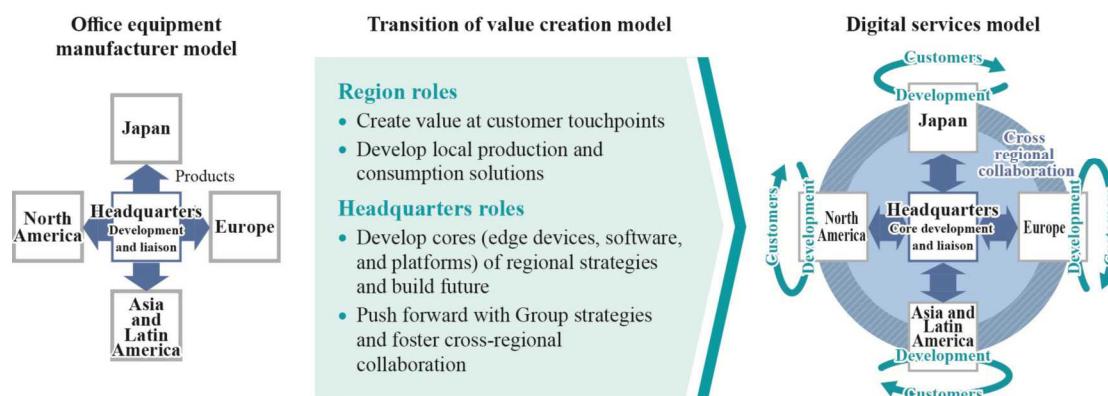 Office equipment
manufacturer model
Japan
Products
North
America
Headquarters
Development
and liaison
Europe
Asia
and
Latin
America
Transition of value creation model
Region roles
• Create value at customer touchpoints
• Develop local production and
consumption solutions
Headquarters roles
• Develop cores (edge devices, software,
and platforms) of regional strategies
and build future
• Push forward with Group strategies
and foster cross-regional
collaboration
Digital services model
Customers
Development
Japan
Cross
regional
collaboration
Customers
Development
North
America
Headquarters
Core development
and liaison
Europe
Development
Asia and
Latin
America
Development
Customers